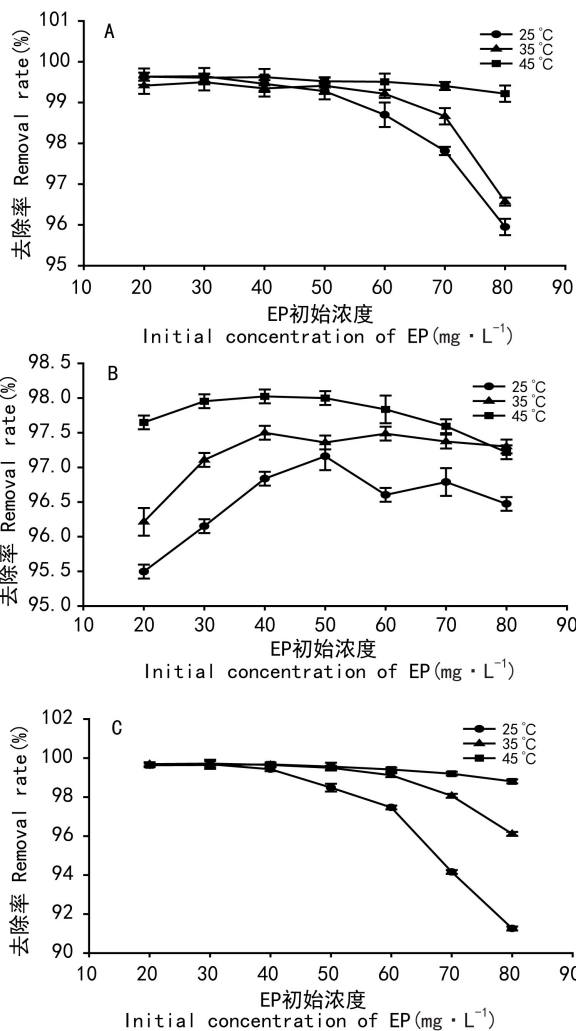 101
100
99
98
97
96
95
去除率 Removal rate(%)
A
25℃
35℃
45℃
10 20 30 40 50 60 70 80 90
EP初始浓度
Initial concentration of EP(mg·L⁻¹)
98.5
98.0
97.5
97.0
96.5
96.0
95.5
95.0
去除率 Removal rate(%)
B
25℃
35℃
45℃
10 20 30 40 50 60 70 80 90
EP初始浓度
Initial concentration of EP(mg·L⁻¹)
102
100
98
96
94
92
90
去除率 Removal rate(%)
C
25℃
35℃
45℃
10 20 30 40 50 60 70 80 90
EP初始浓度
Initial concentration of EP(mg·L⁻¹)